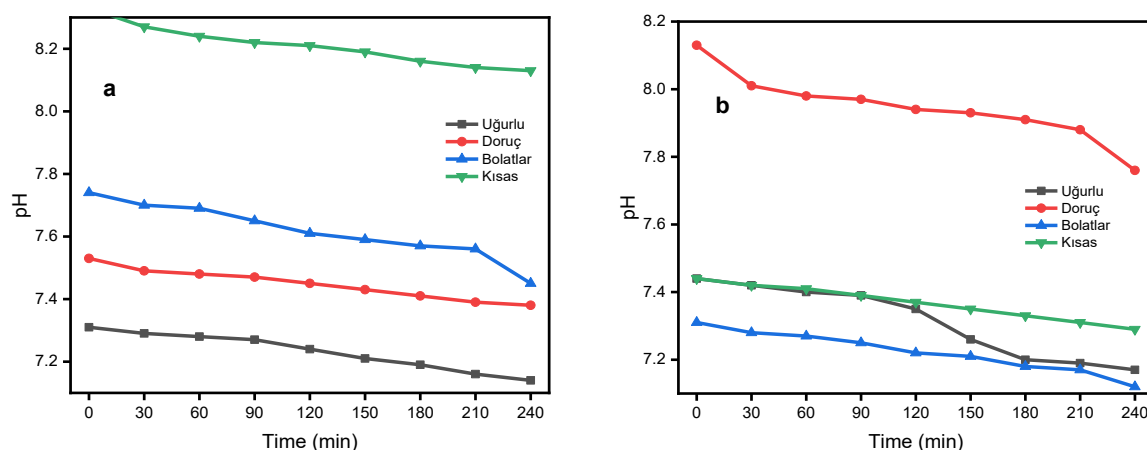 a
pH
8.2
8.0
7.8
7.6
7.4
7.2
Uğurlu
Doruç
Bolatlar
Kısas
0 30 60 90 120 150 180 210 240
Time (min)
b
pH
8.2
8.0
7.8
7.6
7.4
7.2
Uğurlu
Doruç
Bolatlar
Kısas
0 30 60 90 120 150 180 210 240
Time (min)